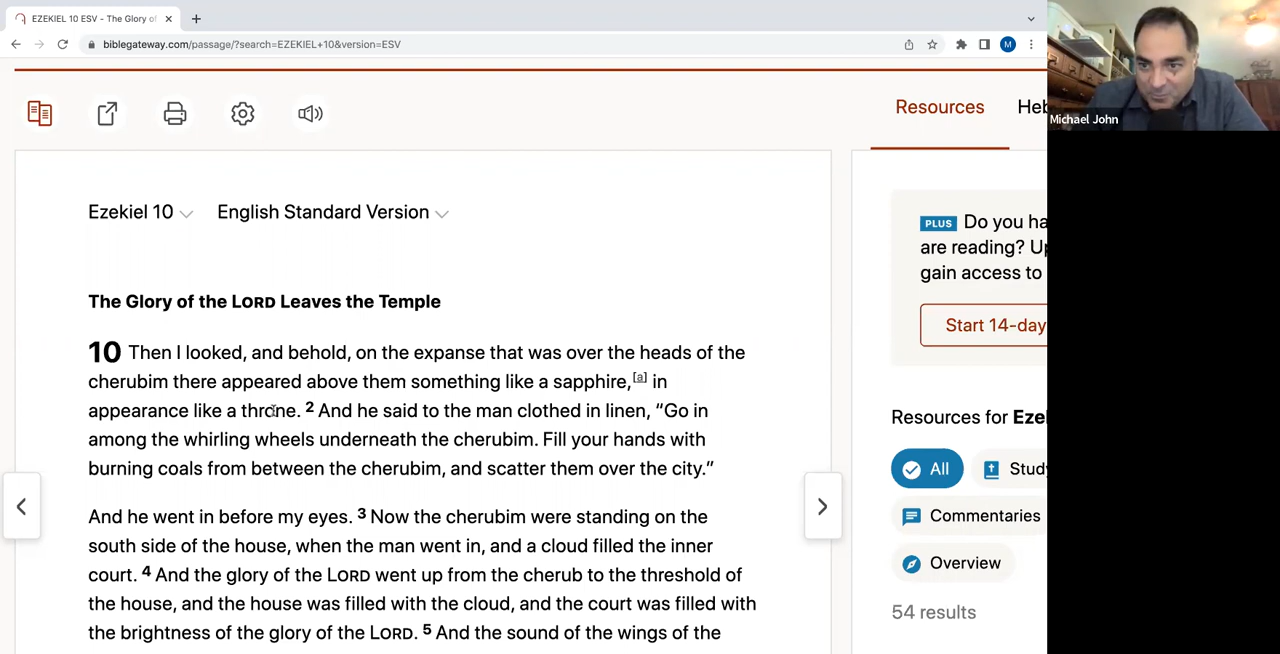 EZEKIEL 10 ESV - The Glory of
biblegateway.com/passage/?search=EZEKIEL+10&version=ESV
M
Michael John
Resources
Heb
Ezekiel 10
English Standard Version
The Glory of the LORD Leaves the Temple
10 Then I looked, and behold, on the expanse that was over the heads of the
cherubim there appeared above them something like a sapphire,[a] in
appearance like a throne. 2 And he said to the man clothed in linen, “Go in
among the whirling wheels underneath the cherubim. Fill your hands with
burning coals from between the cherubim, and scatter them over the city.”
And he went in before my eyes. 3 Now the cherubim were standing on the
south side of the house, when the man went in, and a cloud filled the inner
court. 4 And the glory of the LORD went up from the cherub to the threshold of
the house, and the house was filled with the cloud, and the court was filled with
the brightness of the glory of the LORD. 5 And the sound of the wings of the
PLUS Do you ha
are reading? Up
gain access to
Start 14-day
Resources for Eze
All
Study
Commentaries
Overview
54 results